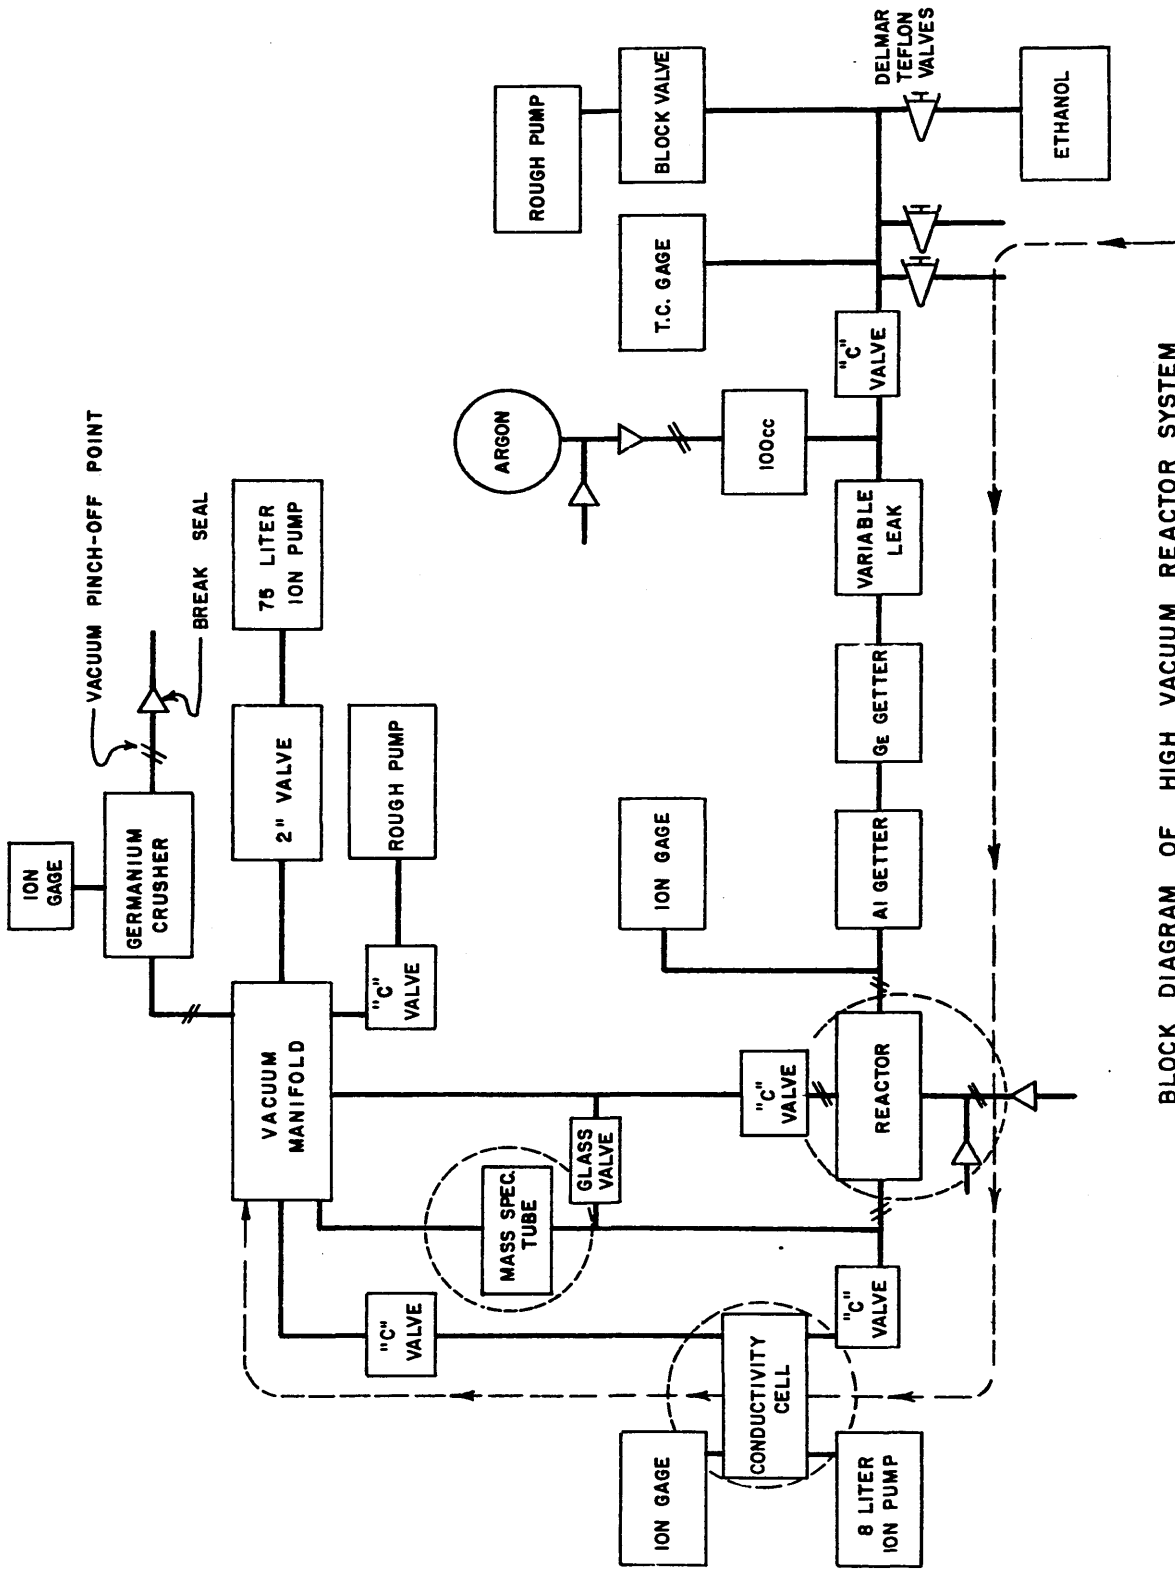 ION
GAGE
GERMANIUM
CRUSHER
VACUUM PINCH-OFF POINT
BREAK SEAL
VACUUM
MANIFOLD
2" VALVE
75 LITER
ION PUMP
"C"
VALVE
ROUGH PUMP
"C"
VALVE
MASS SPEC.
TUBE
GLASS
VALVE
"C"
VALVE
ION GAGE
CONDUCTIVITY
CELL
8 LITER
ION PUMP
"C"
VALVE
REACTOR
ION GAGE
Al GETTER
GE GETTER
VARIABLE
LEAK
ARGON
100cc
"C"
VALVE
T.C. GAGE
ROUGH PUMP
BLOCK VALVE
DELMAR
TEFLON
VALVES
ETHANOL
BLOCK DIAGRAM OF HIGH VACUUM REACTOR SYSTEM